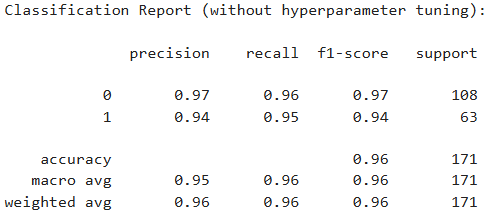 Classification Report (without hyperparameter tuning):
precision recall f1-score support
0 0.97 0.96 0.97 108
1 0.94 0.95 0.94 63
accuracy 0.96 171
macro avg 0.95 0.96 0.96 171
weighted avg 0.96 0.96 0.96 171